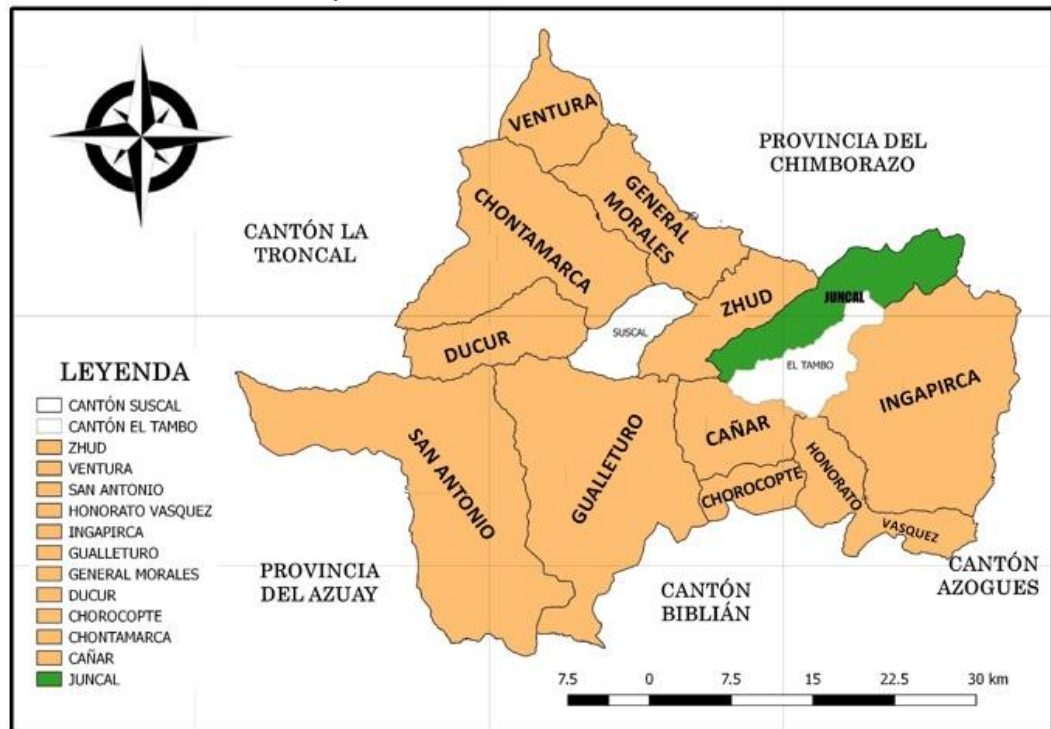 VENTURA
PROVINCIA DEL
CHIMBORAZO
GENERAL
MORALES
CHONTAMARCA
CANTÓN LA
TRONCAL
ZHUD
JUNCAL
SUSCAL
DUCUR
EL TAMBO
INGAPIRCA
LEYENDA
CANTÓN SUSCAL
CANTÓN EL TAMBO
ZHUD
VENTURA
SAN ANTONIO
HONORATO VASQUEZ
INGAPIRCA
GUALLETURO
GENERAL MORALES
DUCUR
CHOROCOPTE
CHONTAMARCA
CAÑAR
JUNCAL
SAN ANTONIO
GUALLETURO
CAÑAR
CHOROCOPTE
HONORATO
VASQUEZ
PROVINCIA
DEL AZUAY
CANTÓN
BIBLIÁN
CANTÓN
AZOGUES
7.5 0 7.5 15 22.5 30 km